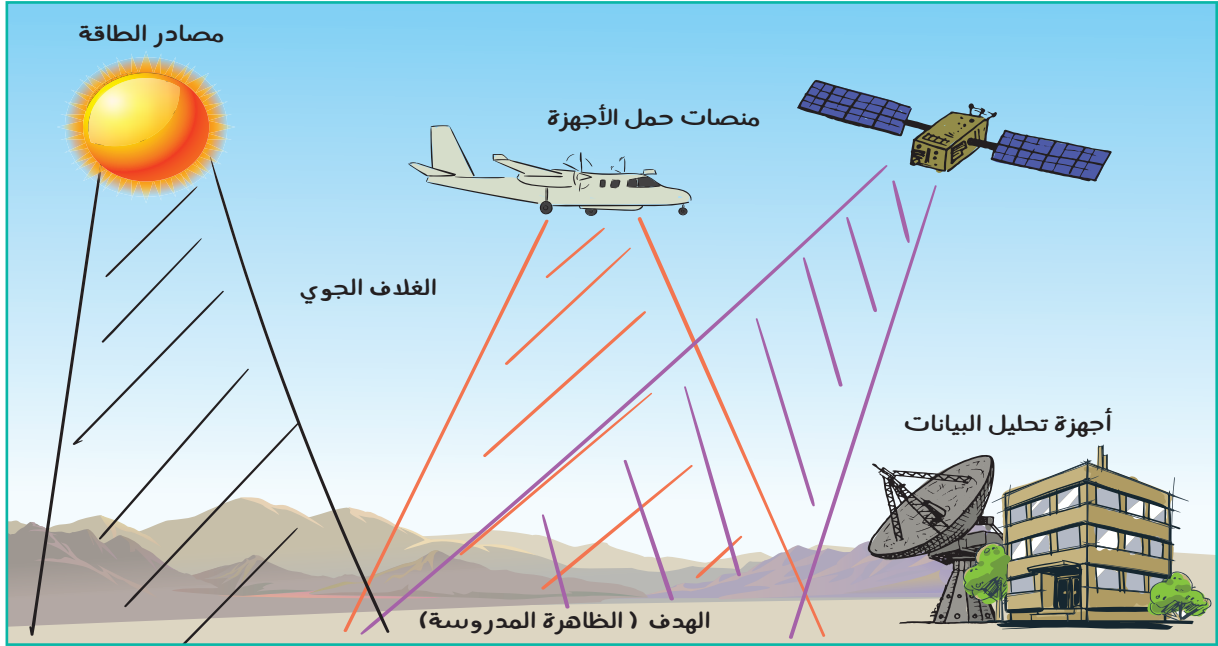 مصادر الطاقة
منصات حمل الأجهزة
الغلاف الجوي
أجهزة تحليل البيانات
الهدف ( الظاهرة المدروسة)